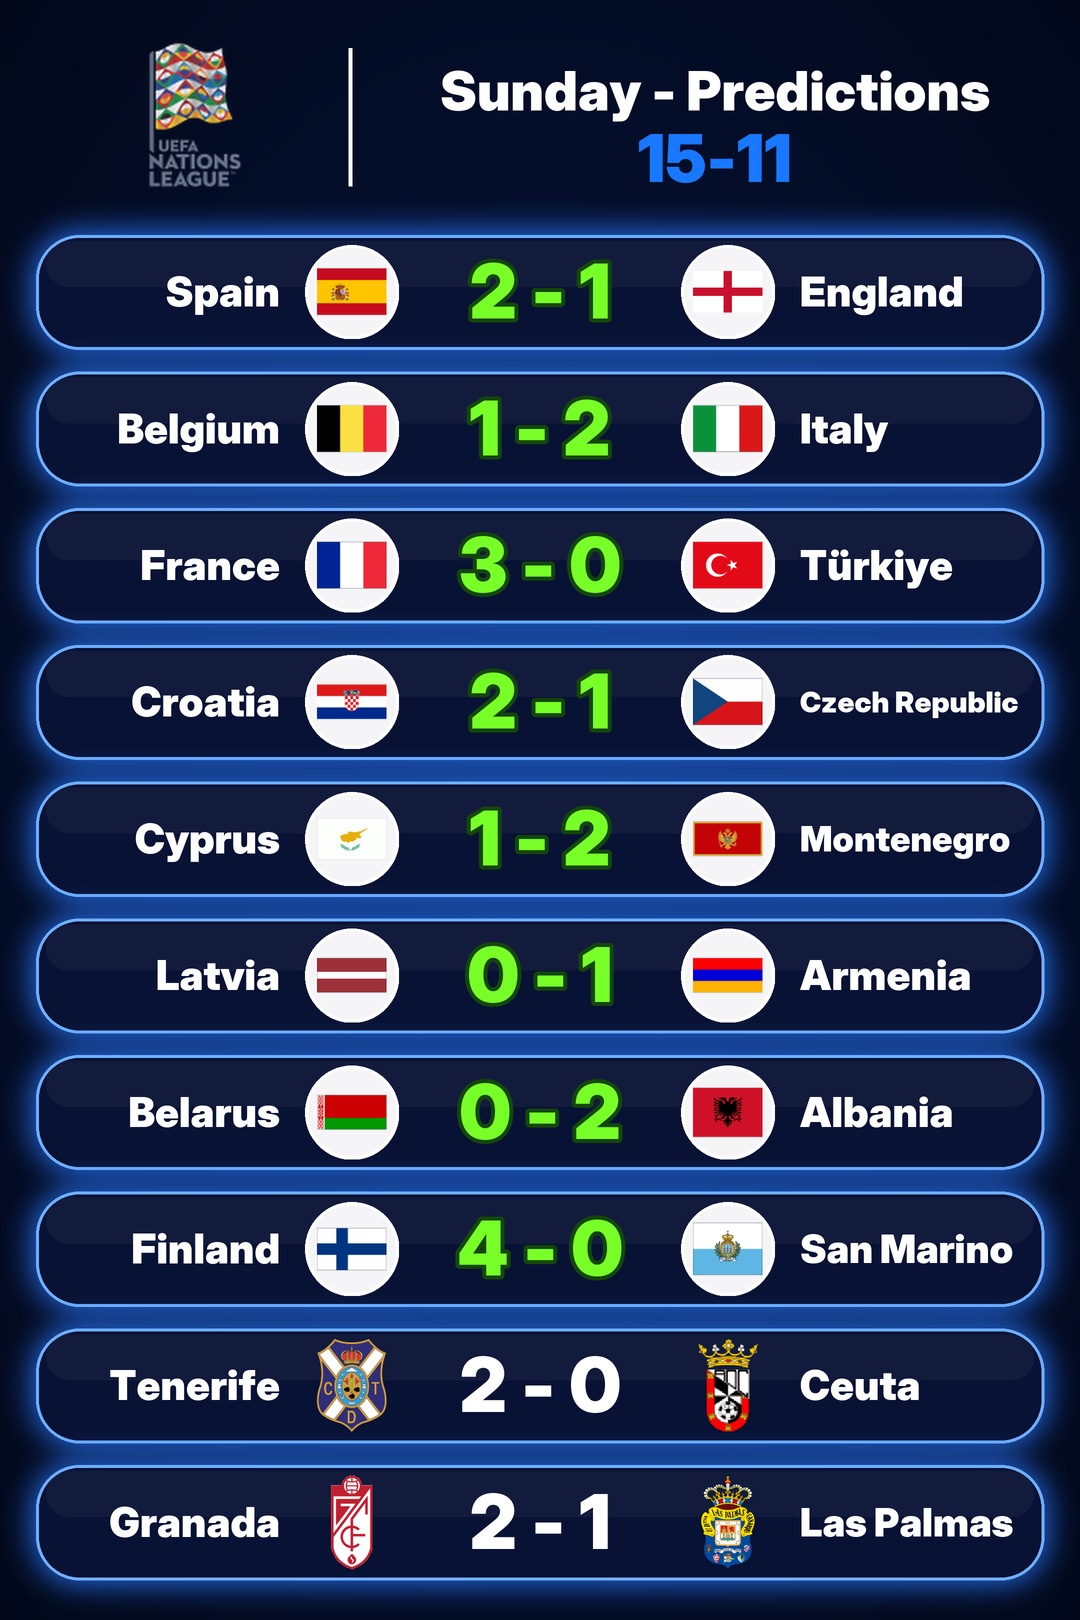 UEFA
NATIONS
LEAGUE™
Sunday - Predictions
15-11
Spain 2 - 1 England
Belgium 1 - 2 Italy
France 3 - 0 Türkiye
Croatia 2 - 1 Czech Republic
Cyprus 1 - 2 Montenegro
Latvia 0 - 1 Armenia
Belarus 0 - 2 Albania
Finland 4 - 0 San Marino
Tenerife C T D 2 - 0 Ceuta
Granada 2 - 1 Las Palmas